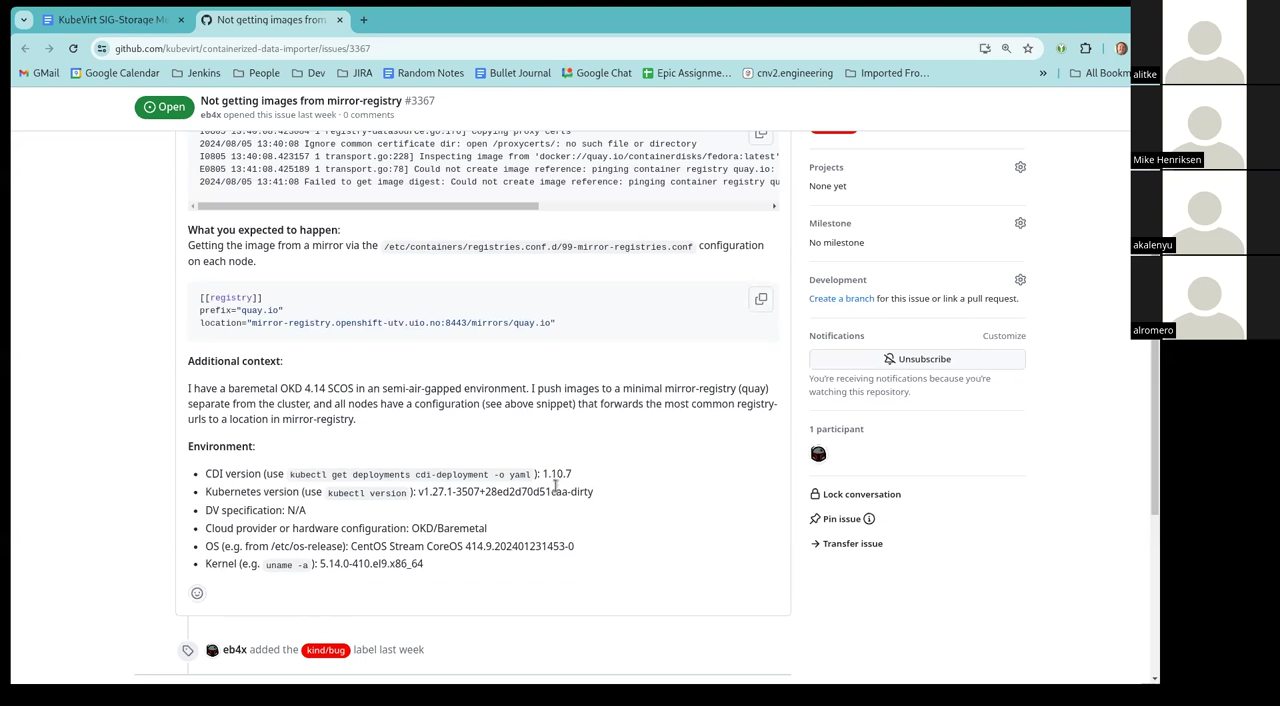 KubeVirt SIG-Storage M
Not getting images from
github.com/kubevirt/containerized-data-importer/issues/3367
GMail
Google Calendar
Jenkins
People
Dev
JIRA
Random Notes
Bullet Journal
Google Chat
Epic Assignme...
cnv2.engineering
Imported Fro...
»
All Bookm
Open
Not getting images from mirror-registry #3367
eb4x opened this issue last week · 0 comments
I0805 13:40:08.423084 1 registry-datasource.go:170] Copying proxy certs
2024/08/05 13:40:08 Ignore common certificate dir: open /proxycerts/: no such file or directory
I0805 13:40:08.423157 1 transport.go:228] Inspecting image from 'docker://quay.io/containerdisks/fedora:latest'
E0805 13:41:08.425189 1 transport.go:78] Could not create image reference: pinging container registry quay.io:
2024/08/05 13:41:08 Failed to get image digest: Could not create image reference: pinging container registry qu
What you expected to happen:
Getting the image from a mirror via the /etc/containers/registries.conf.d/99-mirror-registries.conf configuration
on each node.
[[registry]]
prefix="quay.io"
location="mirror-registry.openshift-utv.uio.no:8443/mirrors/quay.io"
Additional context:
I have a baremetal OKD 4.14 SCOS in an semi-air-gapped environment. I push images to a minimal mirror-registry (quay)
separate from the cluster, and all nodes have a configuration (see above snippet) that forwards the most common registry-
urls to a location in mirror-registry.
Environment:
• CDI version (use kubectl get deployments cdi-deployment -o yaml ): 1.10.7
• Kubernetes version (use kubectl version ): v1.27.1-3507+28ed2d70d51caa-dirty
• DV specification: N/A
• Cloud provider or hardware configuration: OKD/Baremetal
• OS (e.g. from /etc/os-release): CentOS Stream CoreOS 414.9.202401231453-0
• Kernel (e.g. uname -a ): 5.14.0-410.el9.x86_64
eb4x added the kind/bug label last week
Projects
None yet
Milestone
No milestone
Development
Create a branch for this issue or link a pull request.
Notifications
Customize
Unsubscribe
You're receiving notifications because you're
watching this repository.
1 participant
Lock conversation
Pin issue
Transfer issue
alitke
Mike Henriksen
akalenyu
alromero